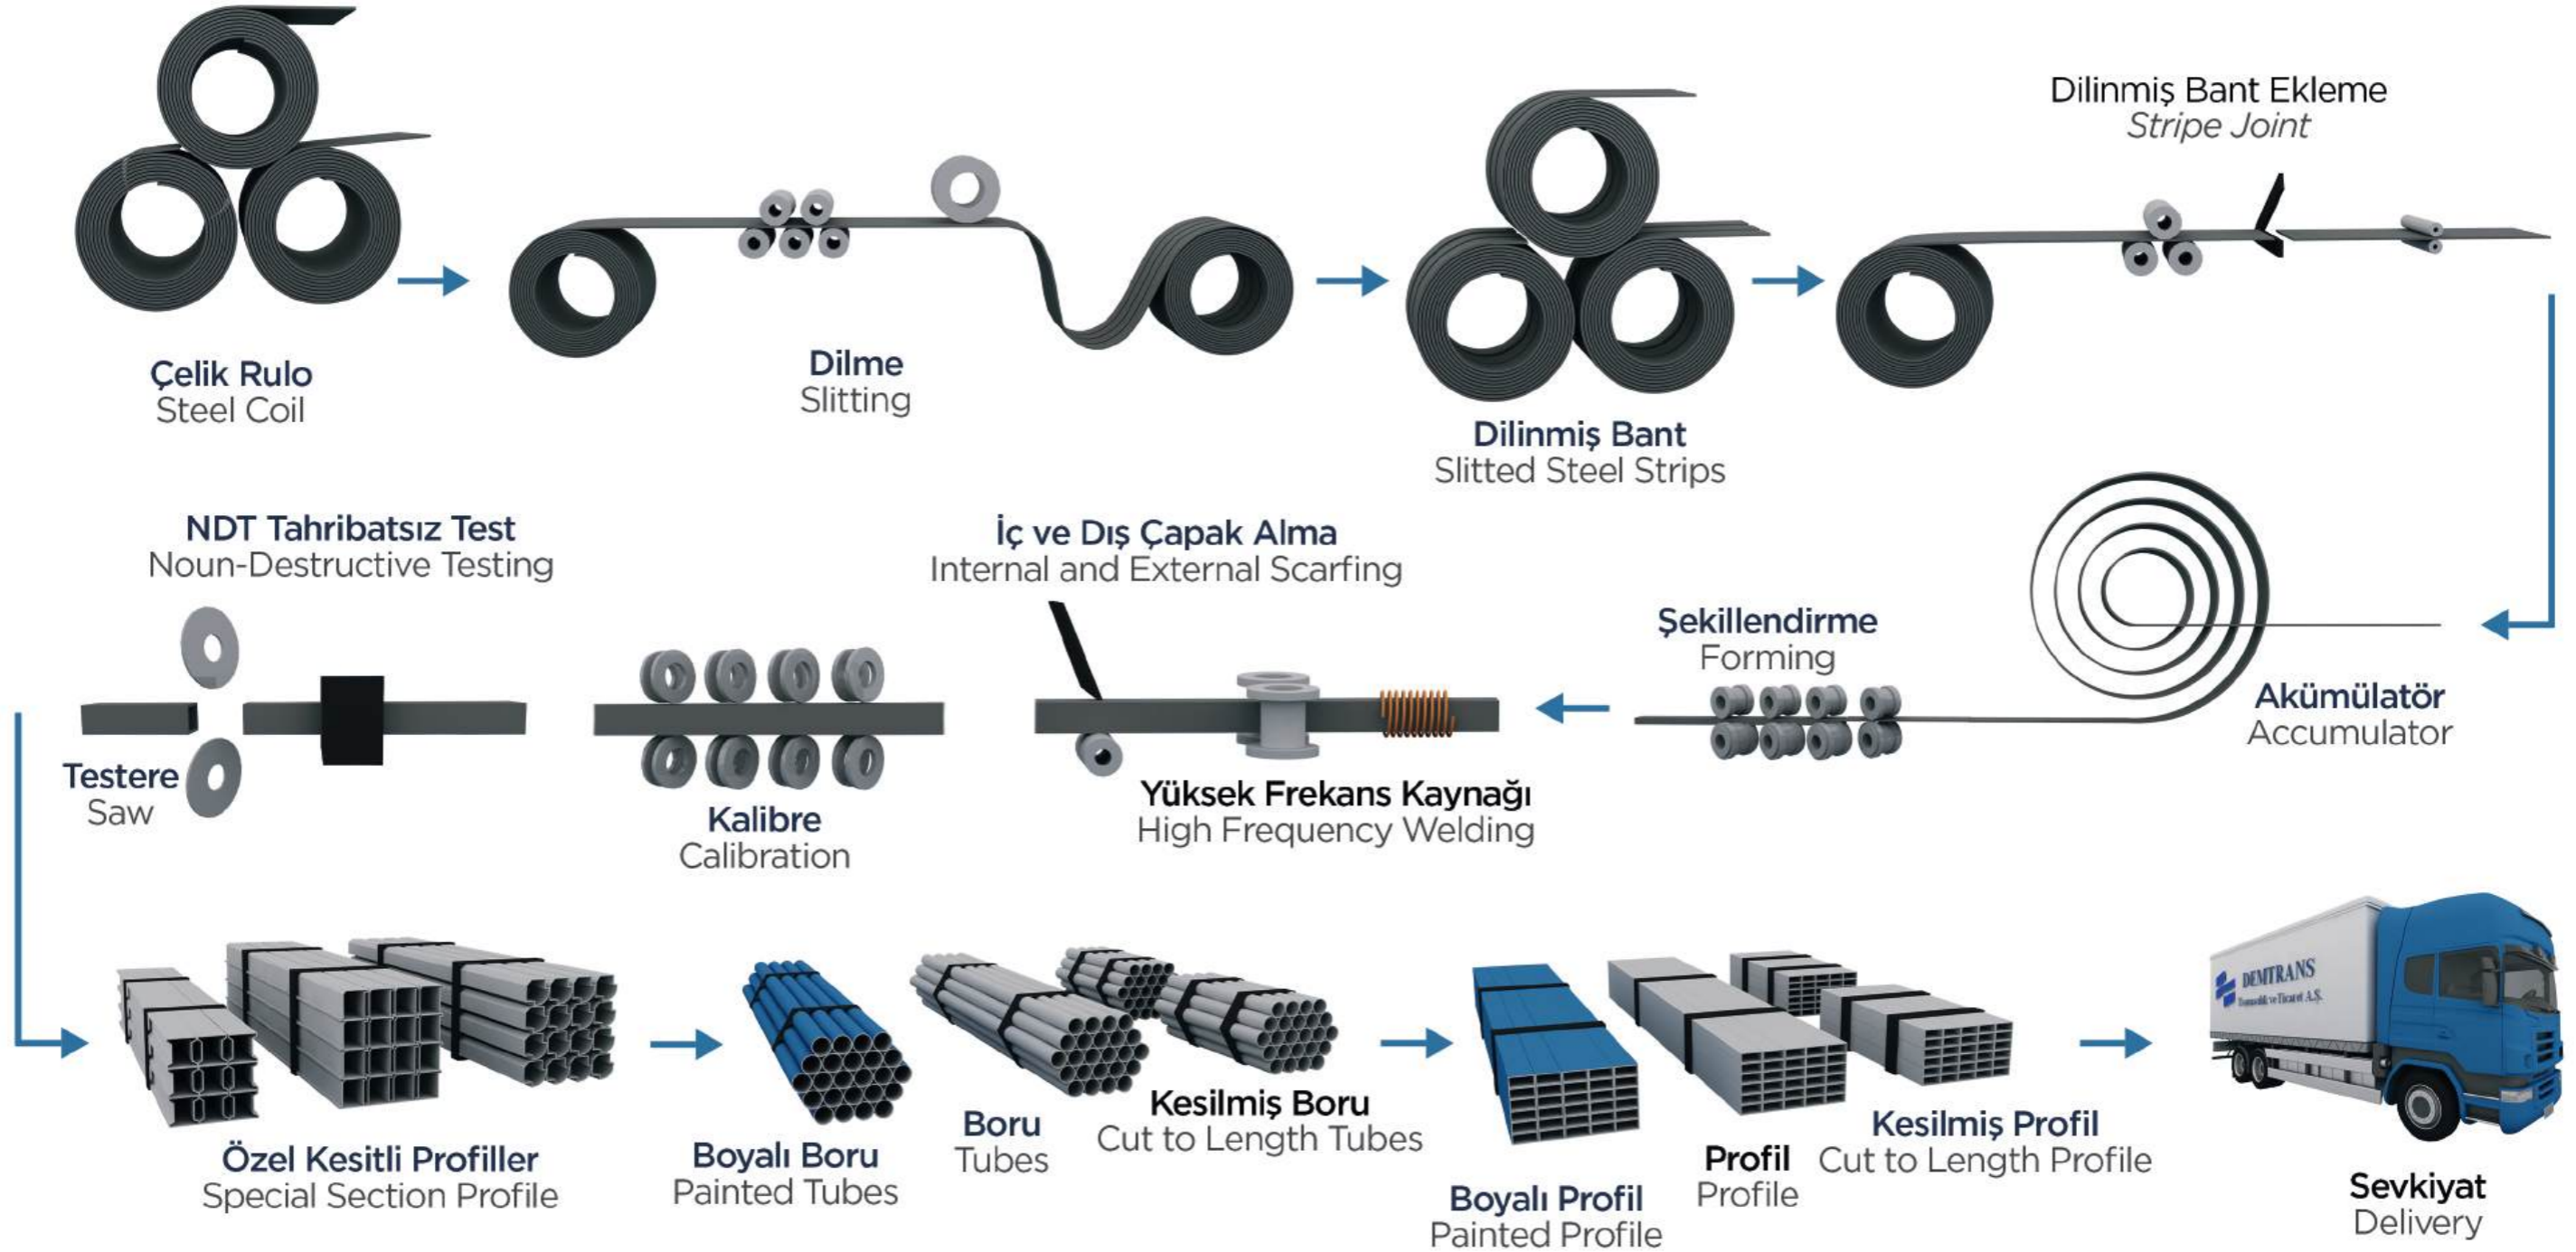 Dilinmiş Bant Ekleme
Stripe Joint
Çelik Rulo
Steel Coil
Dilme
Slitting
Dilinmiş Bant
Slitted Steel Strips
Akümülatör
Accumulator
Şekillendirme
Forming
İç ve Dış Çapak Alma
Internal and External Scarfing
Yüksek Frekans Kaynağı
High Frequency Welding
Kalibre
Calibration
NDT Tahribatsız Test
Noun-Destructive Testing
Testere
Saw
Özel Kesitli Profiller
Special Section Profile
Boyalı Boru
Painted Tubes
Boru
Tubes
Kesilmiş Boru
Cut to Length Tubes
Boyalı Profil
Painted Profile
Profil
Profile
Kesilmiş Profil
Cut to Length Profile
DEMTRANS
ve Ticaret A.Ş.
Sevkiyat
Delivery